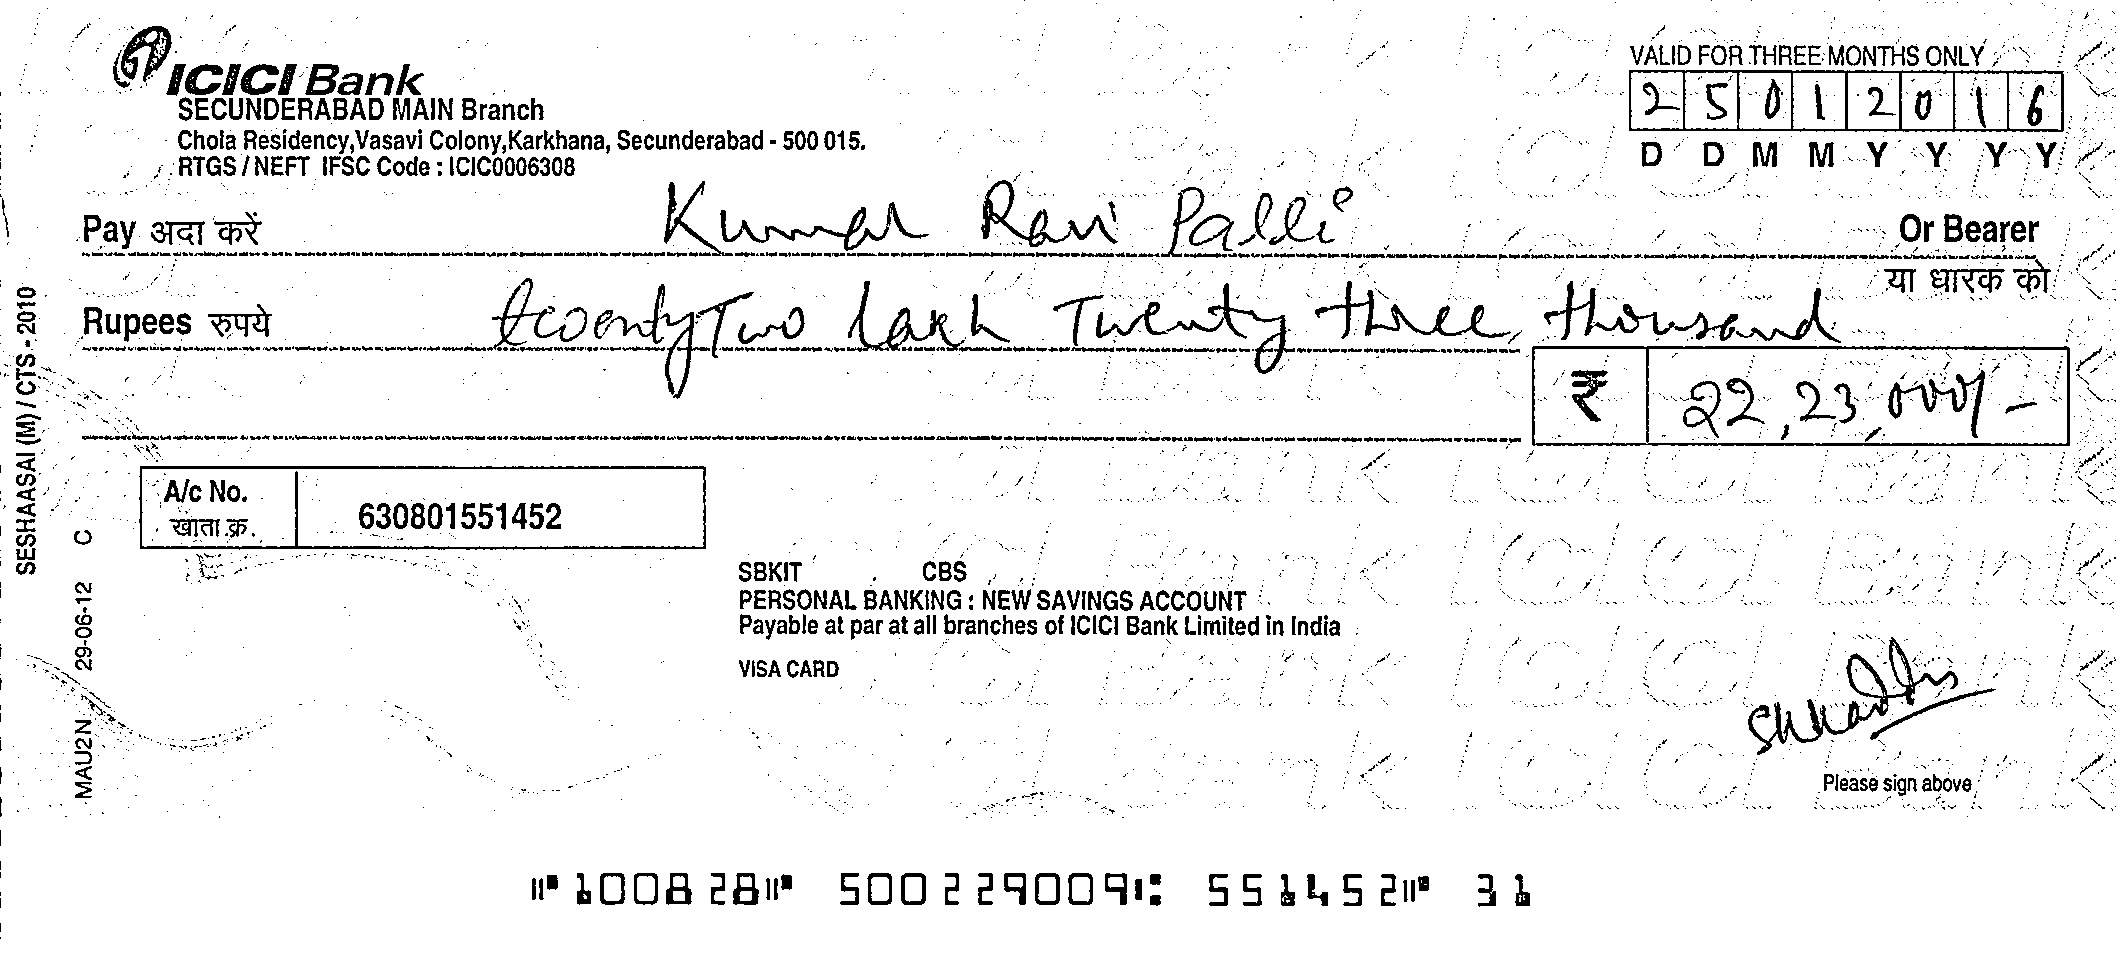 ICICI Bank
SECUNDERABAD MAIN Branch
Chola Residency,Vasavi Colony,Karkhana, Secunderabad - 500 015.
RTGS / NEFT IFSC Code : ICIC0006308
VALID FOR THREE MONTHS ONLY
2 5 0 1 2 0 1 6
D D M M Y Y Y Y
Pay अदा करें Kumar Ravi Palli Or Bearer
या धारक को
Rupees रुपये twenty Two lakh Twenty three thousand
₹ 22,23,000/-
A/c No. 630801551452
खाता क्र.
SBKIT CBS
PERSONAL BANKING : NEW SAVINGS ACCOUNT
Payable at par at all branches of ICICI Bank Limited in India
VISA CARD
Please sign above
⑈100828⑈ 500229009⑆ 551452⑈ 31
SESHAASAI (M) / CTS - 2010
MAU2N 29-06-12 C